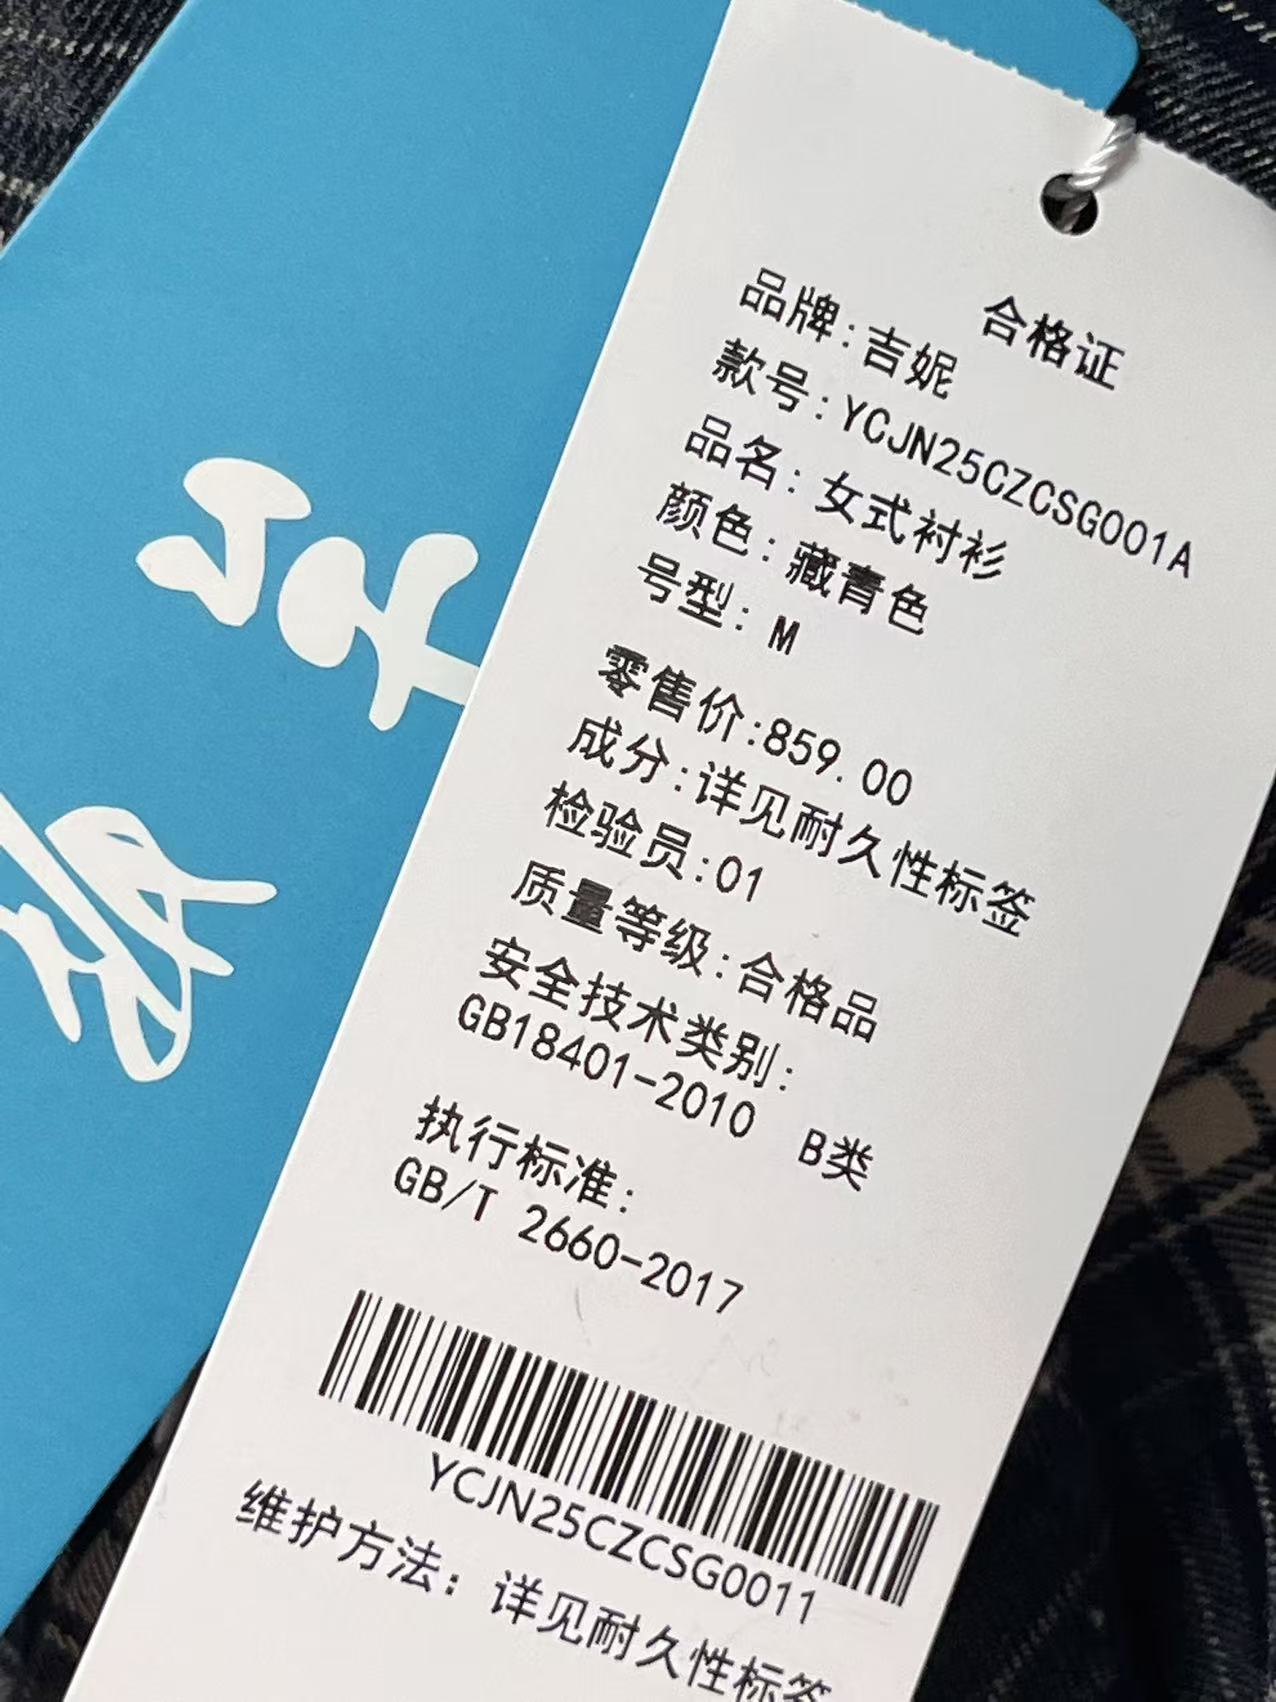 合格证
品牌:吉妮
款号:YCJN25CZCSG001A
品名: 女式衬衫
颜色: 藏青色
号型: M
零售价:859.00
成分:详见耐久性标签
检验员:01
质量等级:合格品
安全技术类别:
GB18401-2010 B类
执行标准:
GB/T 2660-2017
YCJN25CZCSG0011
维护方法: 详见耐久性标签